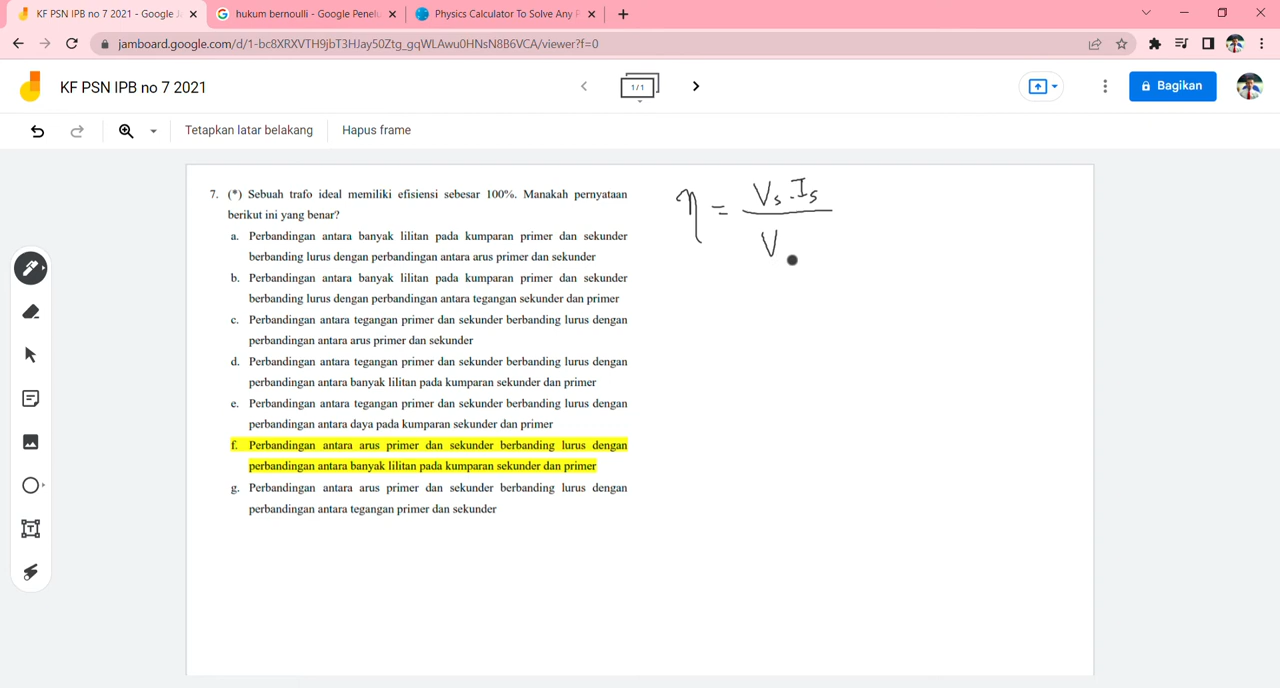 KF PSN IPB no 7 2021 - Google J
hukum bernoulli - Google Penelu
Physics Calculator To Solve Any P
jamboard.google.com/d/1-bc8XRXVTH9jbT3HJay50Ztg_gqWLAwu0HNsN8B6VCA/viewer?f=0
KF PSN IPB no 7 2021
1/1
Bagikan
Tetapkan latar belakang
Hapus frame
7. (*) Sebuah trafo ideal memiliki efisiensi sebesar 100%. Manakah pernyataan
berikut ini yang benar?
a. Perbandingan antara banyak lilitan pada kumparan primer dan sekunder
berbanding lurus dengan perbandingan antara arus primer dan sekunder
b. Perbandingan antara banyak lilitan pada kumparan primer dan sekunder
berbanding lurus dengan perbandingan antara tegangan sekunder dan primer
c. Perbandingan antara tegangan primer dan sekunder berbanding lurus dengan
perbandingan antara arus primer dan sekunder
d. Perbandingan antara tegangan primer dan sekunder berbanding lurus dengan
perbandingan antara banyak lilitan pada kumparan sekunder dan primer
e. Perbandingan antara tegangan primer dan sekunder berbanding lurus dengan
perbandingan antara daya pada kumparan sekunder dan primer
f. Perbandingan antara arus primer dan sekunder berbanding lurus dengan
perbandingan antara banyak lilitan pada kumparan sekunder dan primer
g. Perbandingan antara arus primer dan sekunder berbanding lurus dengan
perbandingan antara tegangan primer dan sekunder
η = Vs.Is
V